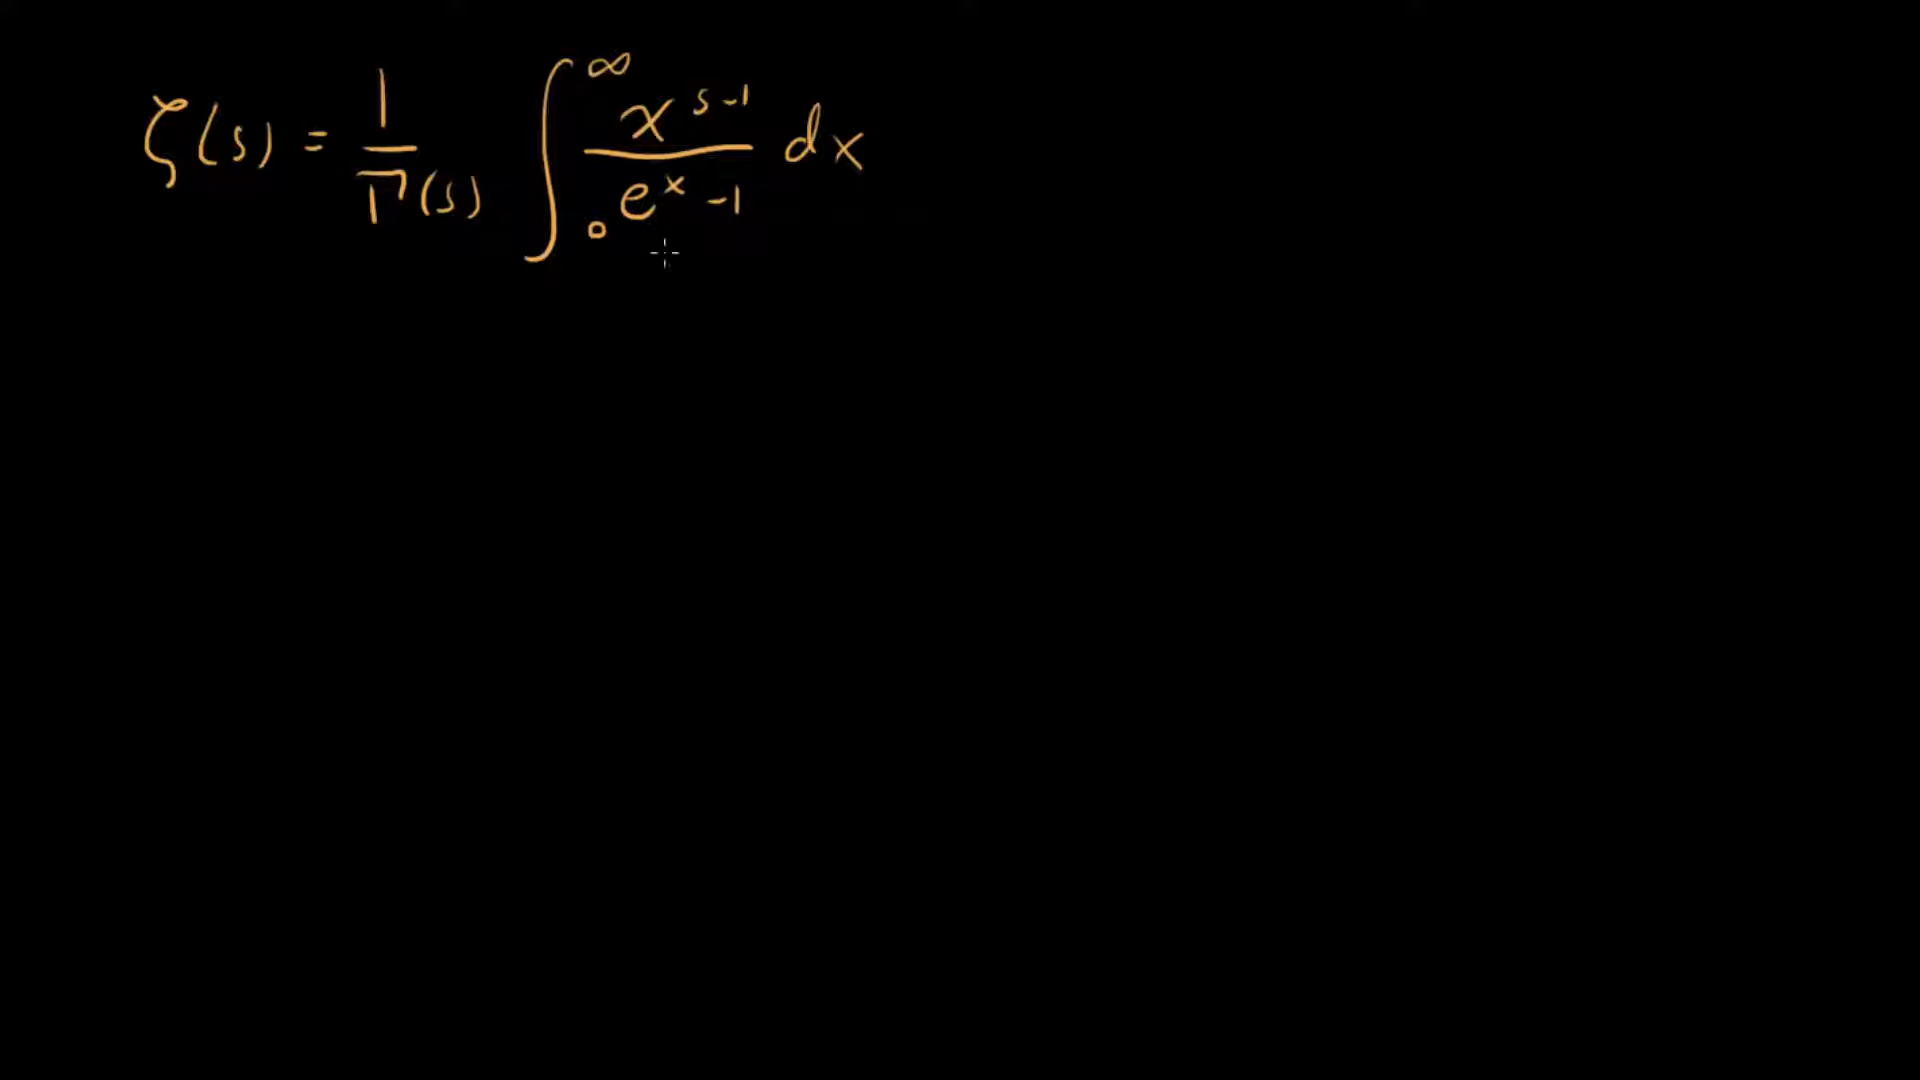 ζ(s) = 1/Γ(s) ∫₀^∞ x^(s-1)/(e^x - 1) dx